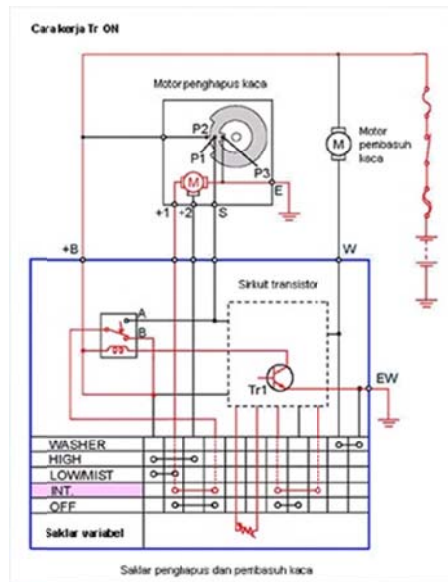 Cara kerja Tr ON
Motor penghapus kaca
P2
P1
P3
M
E
+1
+2
S
M
Motor
pembasuh
kaca
+B
W
Sirkuit transistor
A
B
Tr1
EW
WASHER
HIGH
LOW/MIST
INT.
OFF
Saklar variabel
Saklar penghapus dan pembasuh kaca